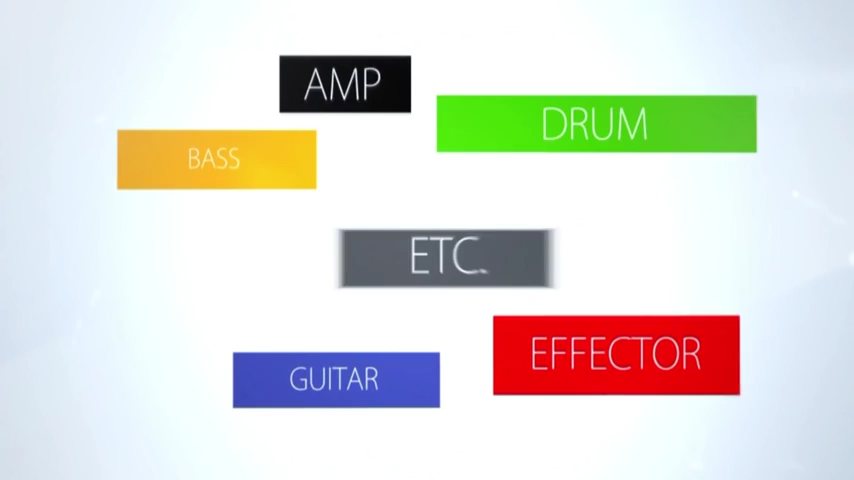 AMP
DRUM
BASS
ETC.
EFFECTOR
GUITAR